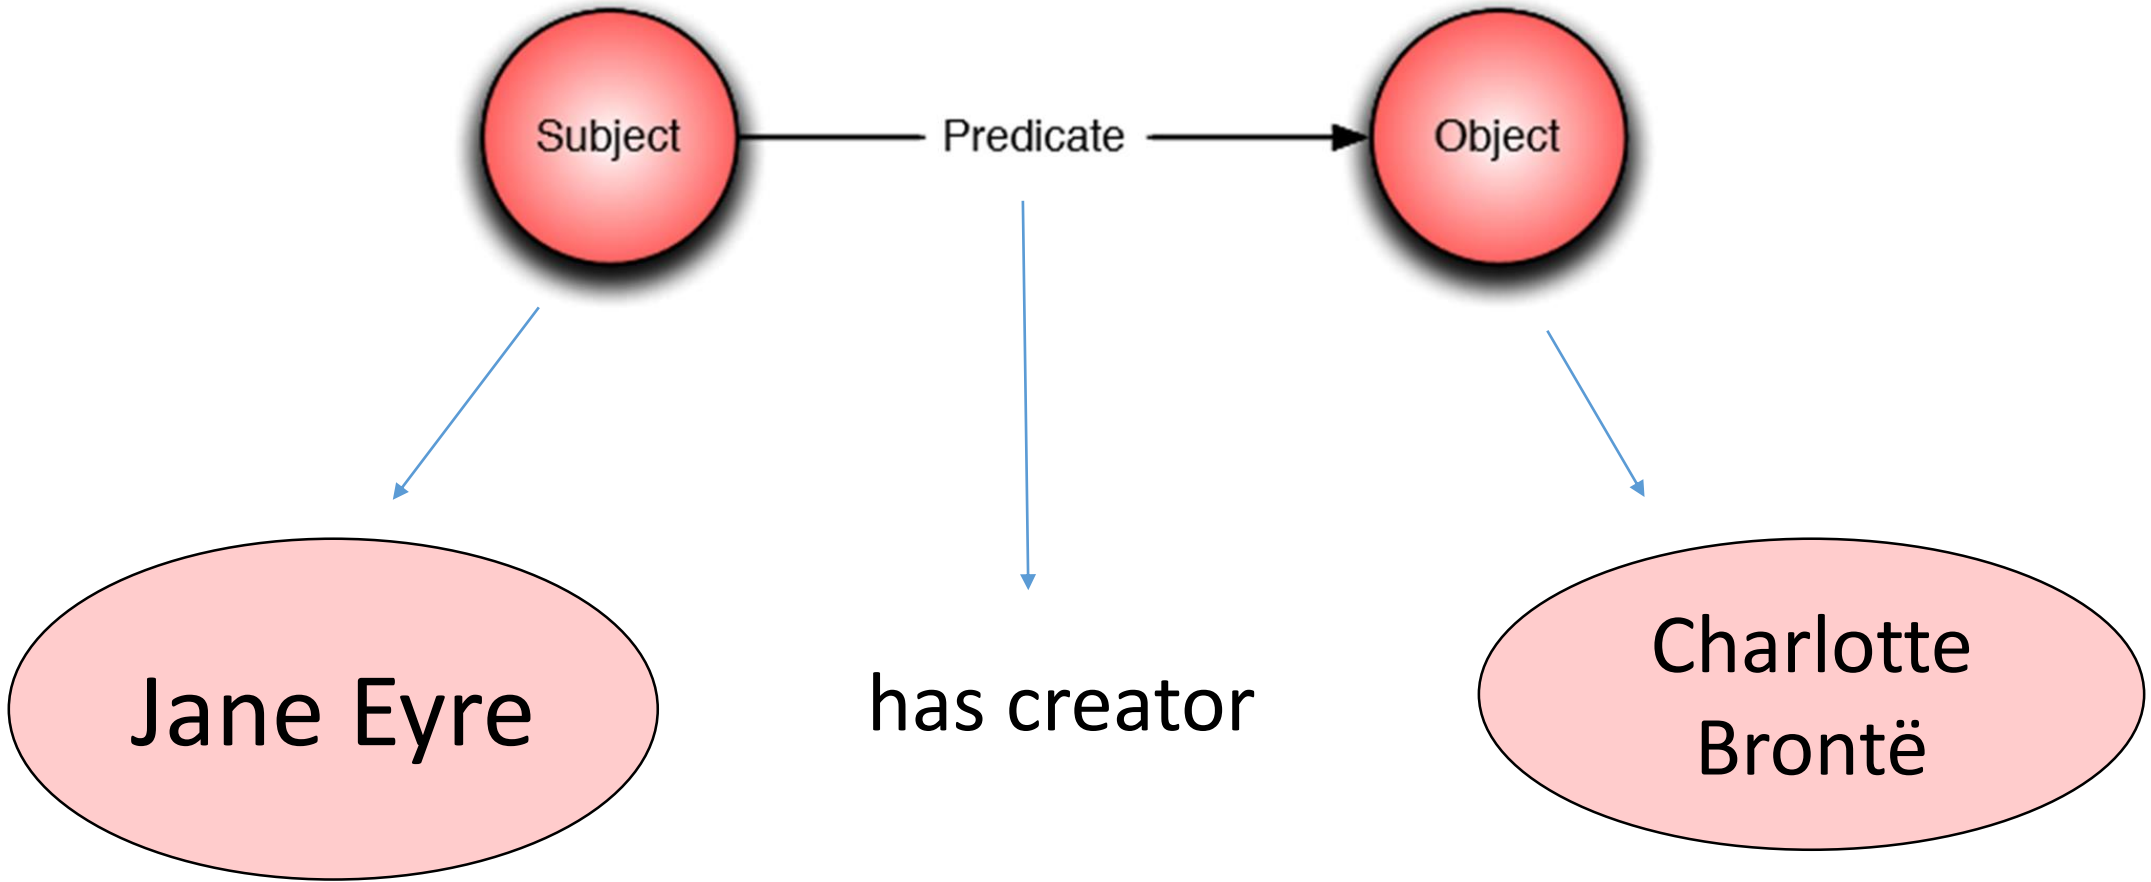 Subject
Predicate
Object
Jane Eyre
has creator
Charlotte
Brontë